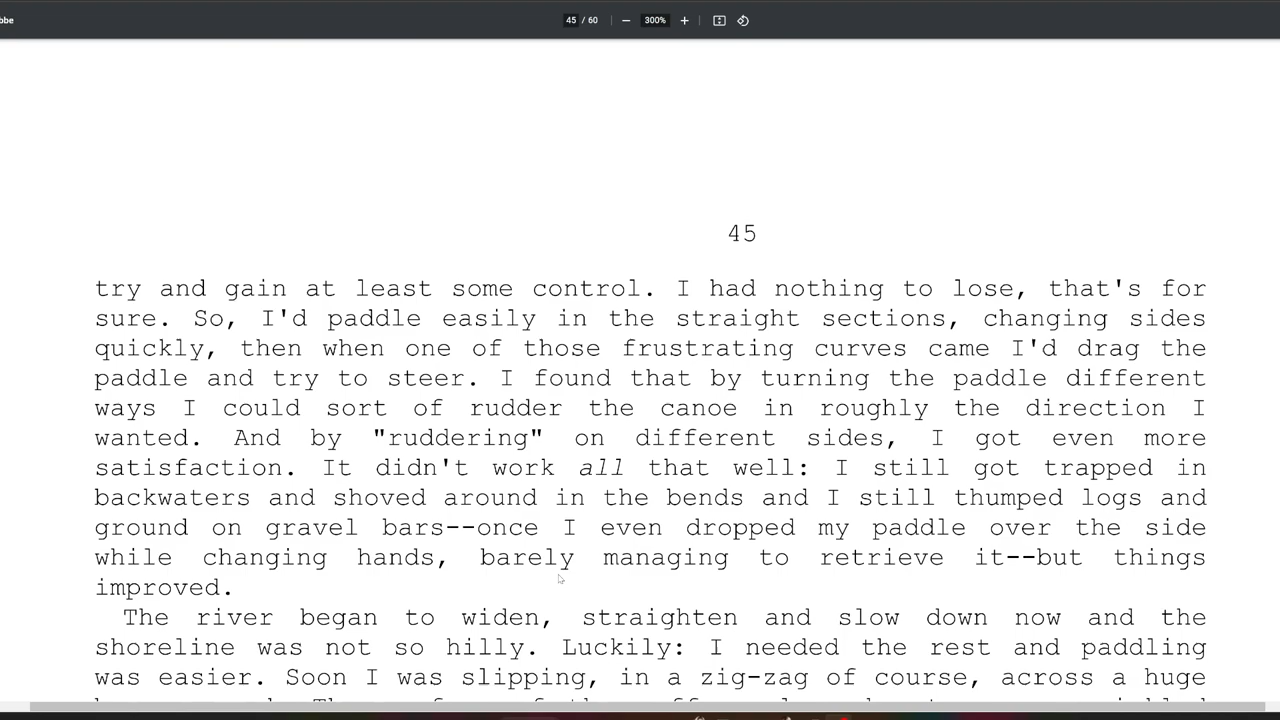 bbe
45 / 60
300%
45
try and gain at least some control. I had nothing to lose, that's for
sure. So, I'd paddle easily in the straight sections, changing sides
quickly, then when one of those frustrating curves came I'd drag the
paddle and try to steer. I found that by turning the paddle different
ways I could sort of rudder the canoe in roughly the direction I
wanted. And by "ruddering" on different sides, I got even more
satisfaction. It didn't work all that well: I still got trapped in
backwaters and shoved around in the bends and I still thumped logs and
ground on gravel bars--once I even dropped my paddle over the side
while changing hands, barely managing to retrieve it--but things
improved.
The river began to widen, straighten and slow down now and the
shoreline was not so hilly. Luckily: I needed the rest and paddling
was easier. Soon I was slipping, in a zig-zag of course, across a huge